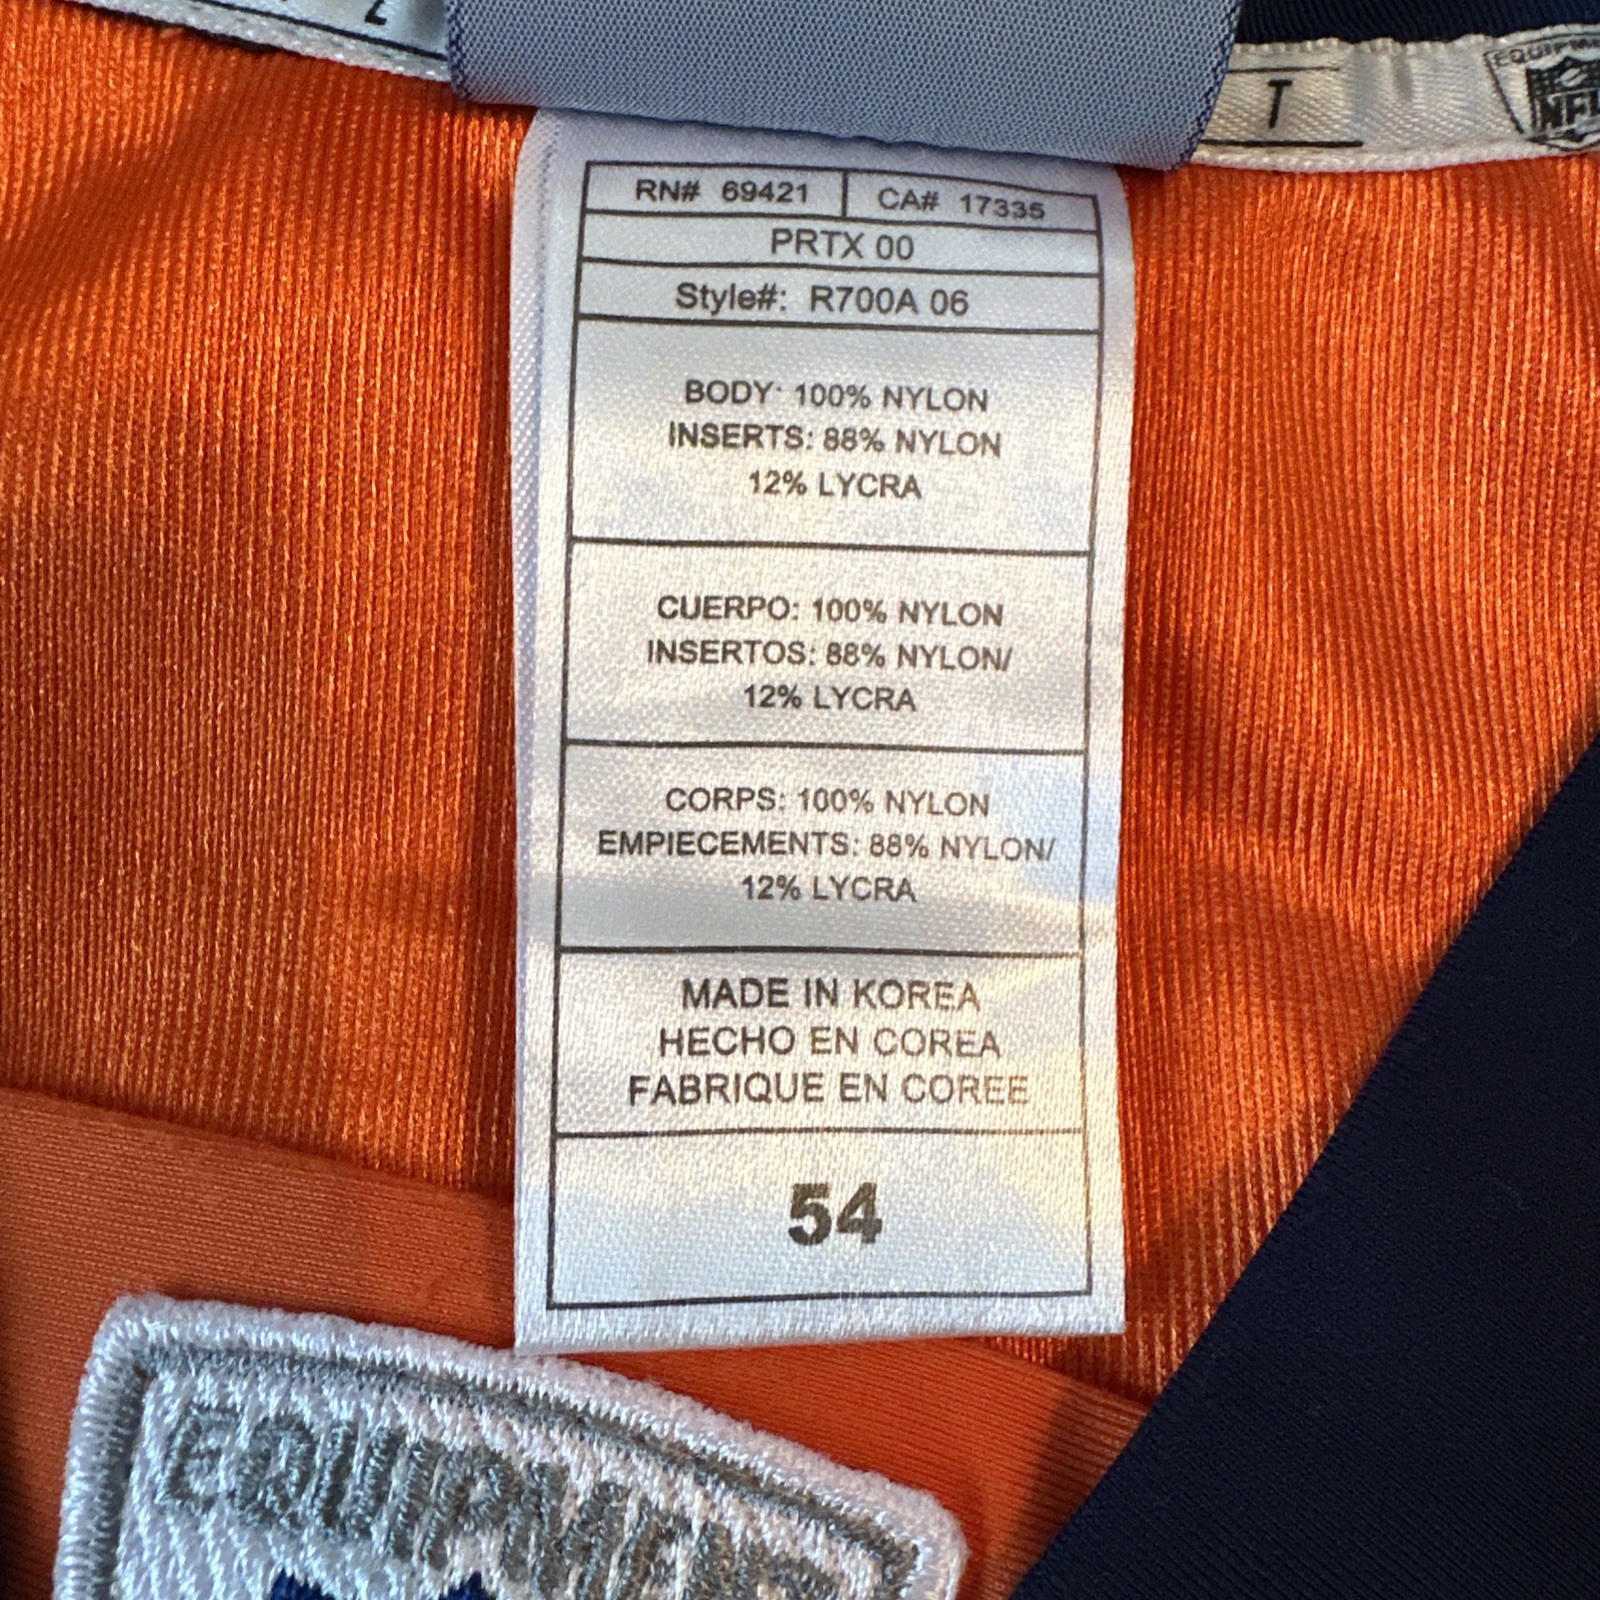 T
EQUIPME
NFL
RN# 69421 CA# 17335
PRTX 00
Style#: R700A 06
BODY: 100% NYLON
INSERTS: 88% NYLON
12% LYCRA
CUERPO: 100% NYLON
INSERTOS: 88% NYLON/
12% LYCRA
CORPS: 100% NYLON
EMPIECEMENTS: 88% NYLON/
12% LYCRA
MADE IN KOREA
HECHO EN COREA
FABRIQUE EN COREE
54
EQUIPMENT